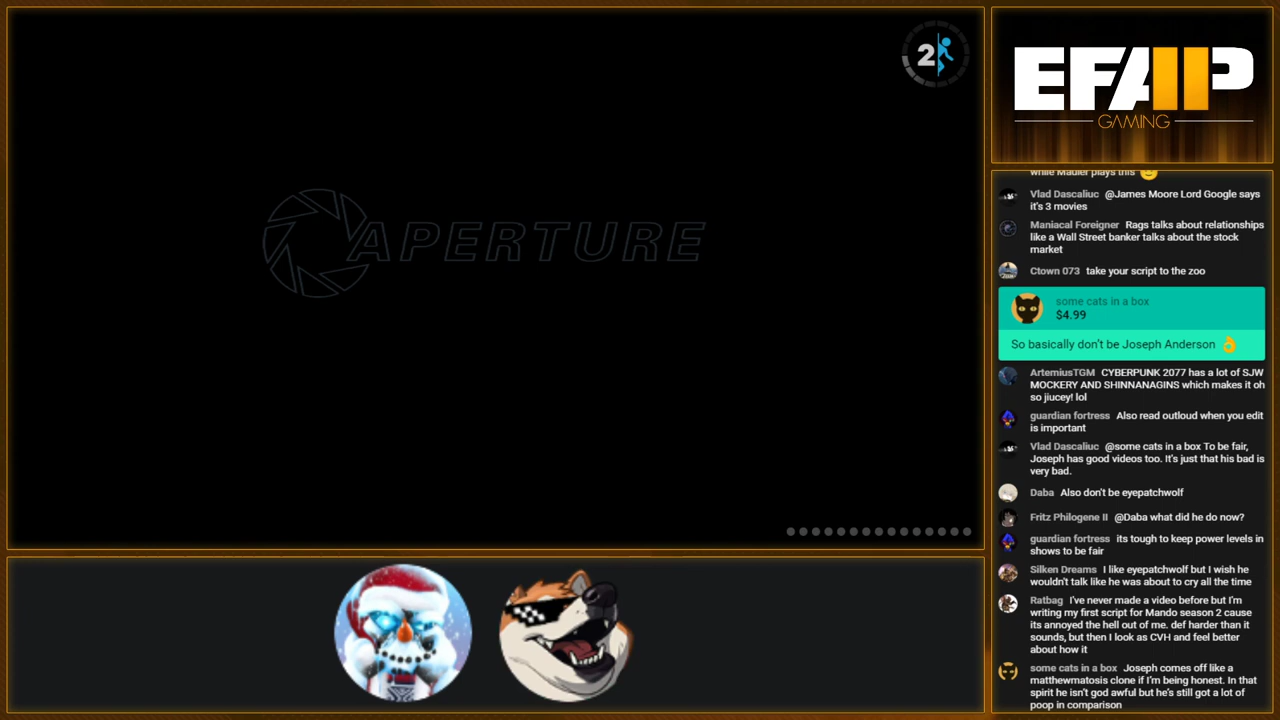 2
APERTURE
EFAP
GAMING
while Mauler plays this
Vlad Dascaliuc @James Moore Lord Google says
it's 3 movies
Maniacal Foreigner Rags talks about relationships
like a Wall Street banker talks about the stock
market
Ctown 073 take your script to the zoo
some cats in a box
$4.99
So basically don't be Joseph Anderson 👌
ArtemiusTGM CYBERPUNK 2077 has a lot of SJW
MOCKERY AND SHINNANAGINS which makes it oh
so jiucey! lol
guardian fortress Also read outloud when you edit
is important
Vlad Dascaliuc @some cats in a box To be fair,
Joseph has good videos too. It's just that his bad is
very bad.
Daba Also don't be eyepatchwolf
Fritz Philogene II @Daba what did he do now?
guardian fortress its tough to keep power levels in
shows to be fair
Silken Dreams I like eyepatchwolf but I wish he
wouldn't talk like he was about to cry all the time
Ratbag I've never made a video before but I'm
writing my first script for Mando season 2 cause
its annoyed the hell out of me. def harder than it
sounds, but then I look as CVH and feel better
about how it
some cats in a box Joseph comes off like a
matthewmatosis clone if I'm being honest. In that
spirit he isn't god awful but he's still got a lot of
poop in comparison